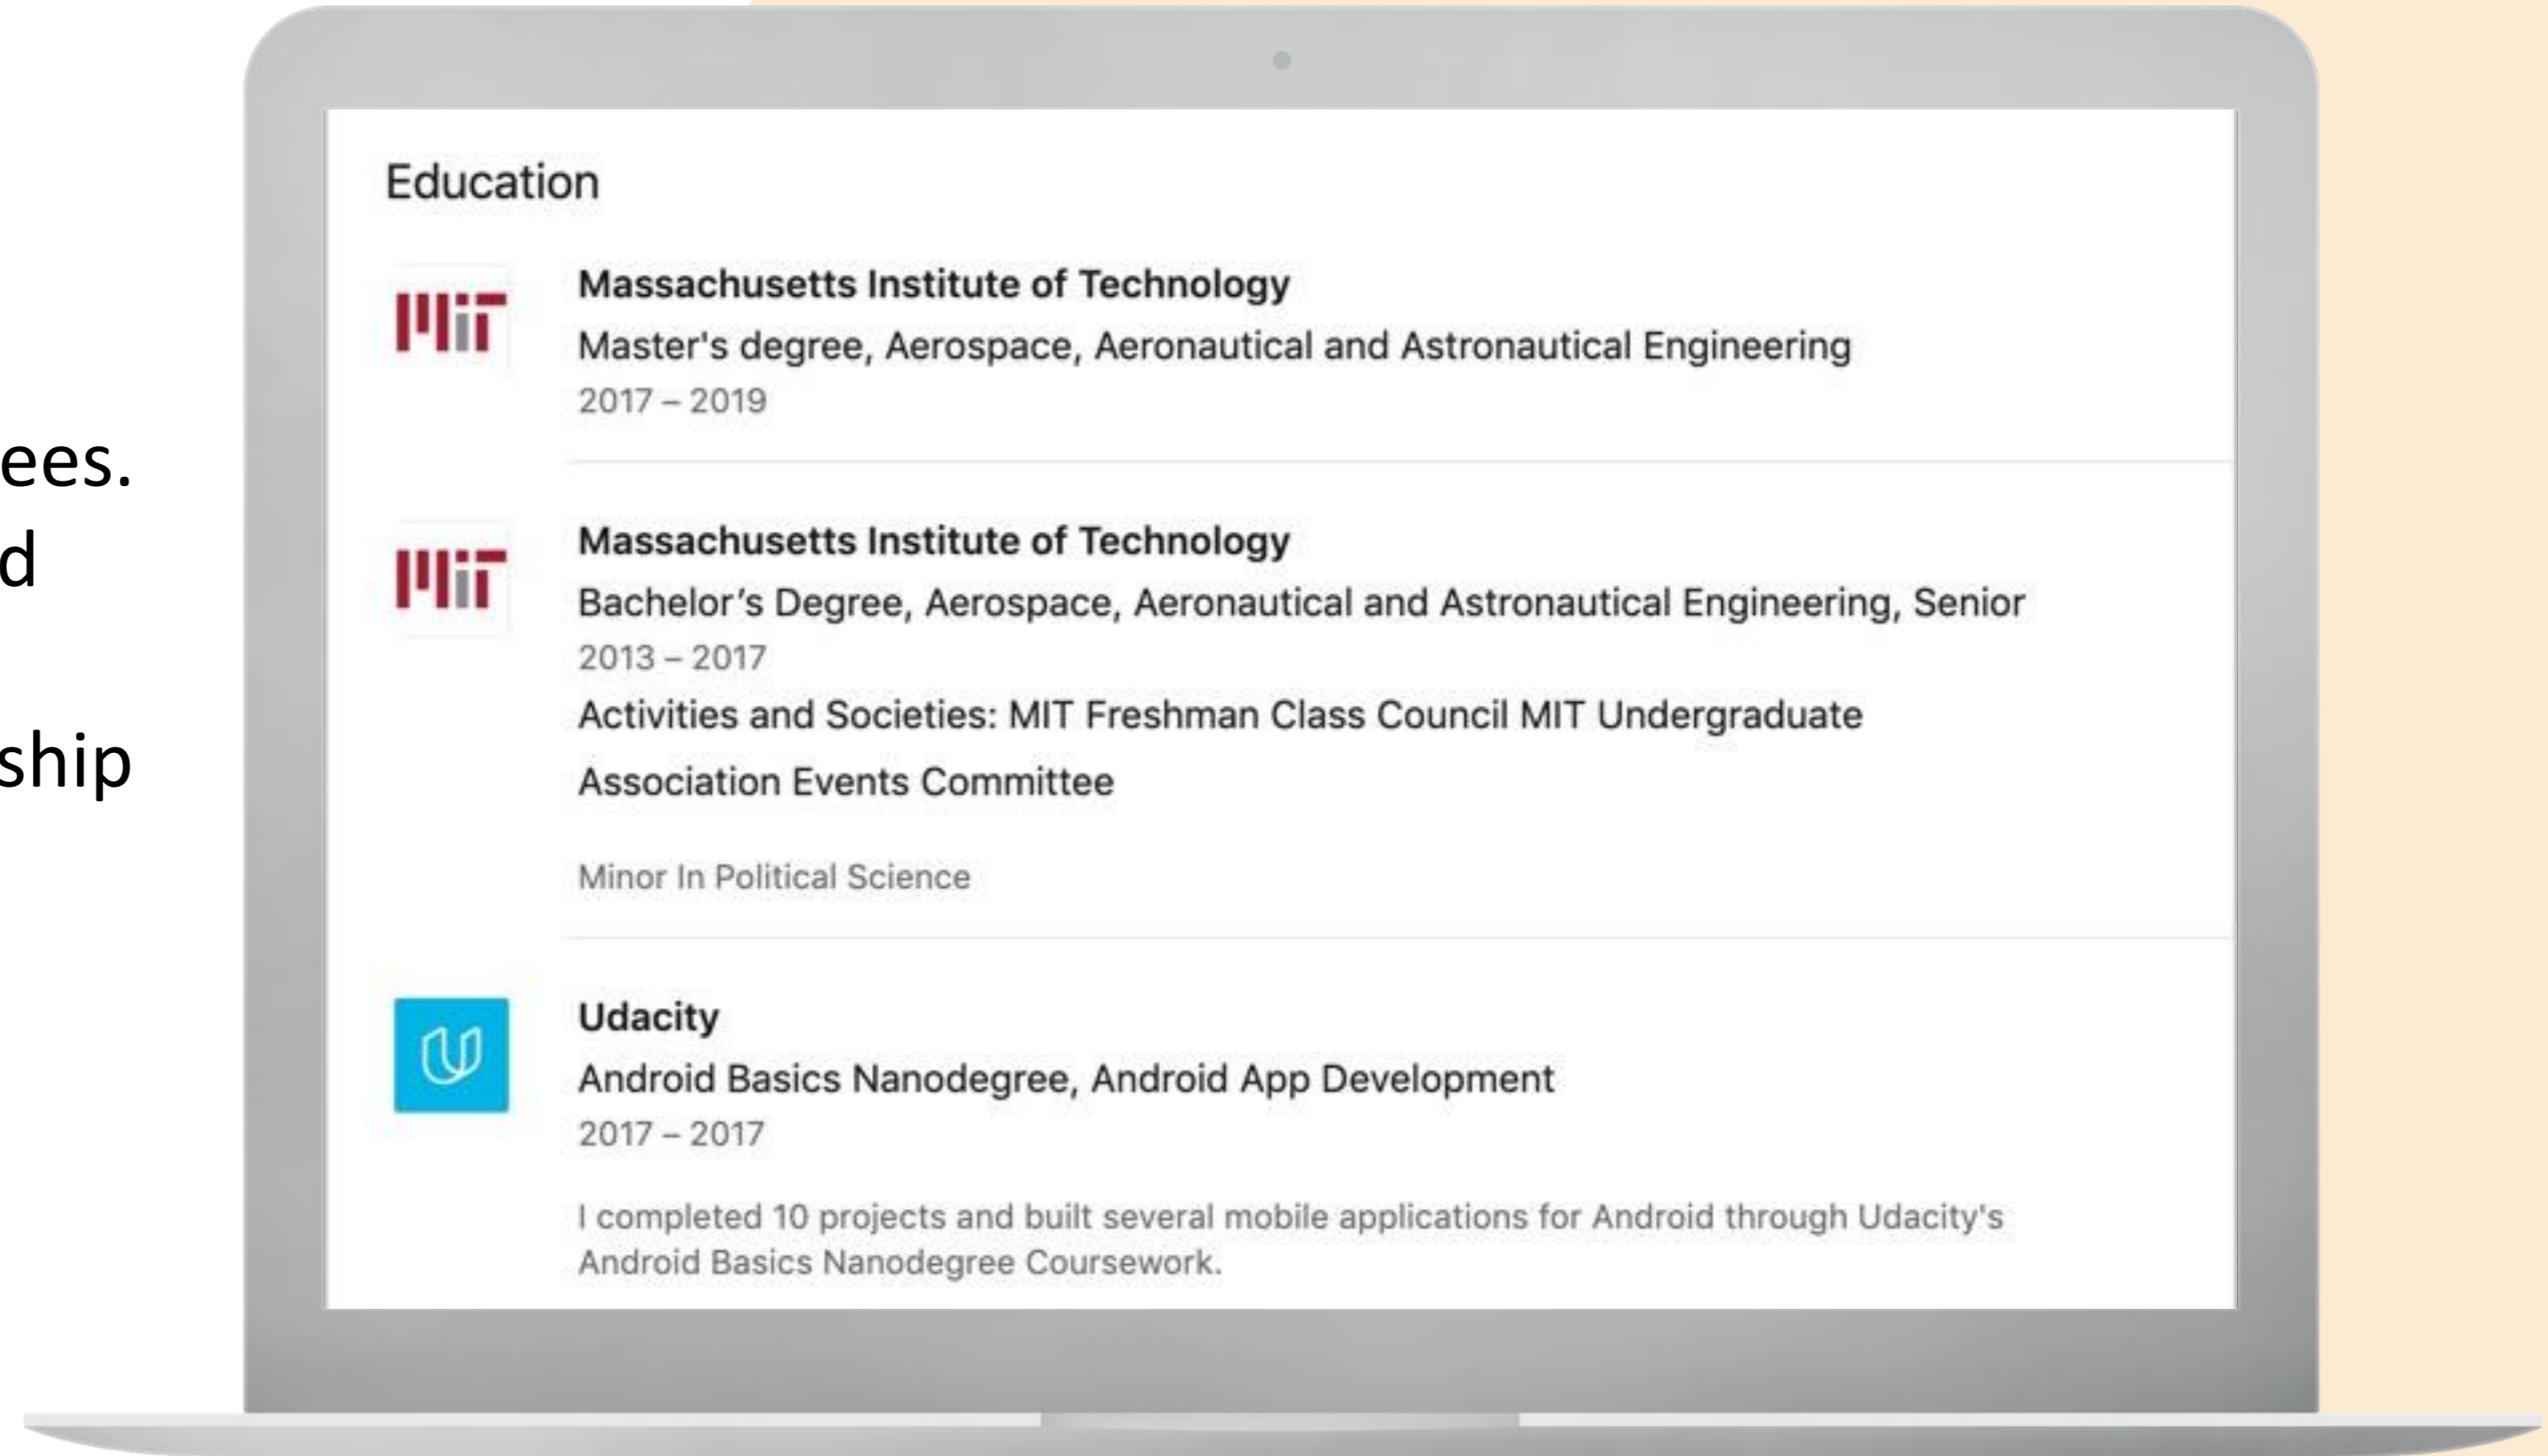 ees.
d
ship
Education
MiT
Massachusetts Institute of Technology
Master's degree, Aerospace, Aeronautical and Astronautical Engineering
2017 – 2019
MiT
Massachusetts Institute of Technology
Bachelor’s Degree, Aerospace, Aeronautical and Astronautical Engineering, Senior
2013 – 2017
Activities and Societies: MIT Freshman Class Council MIT Undergraduate
Association Events Committee
Minor In Political Science
Udacity
Android Basics Nanodegree, Android App Development
2017 – 2017
I completed 10 projects and built several mobile applications for Android through Udacity's
Android Basics Nanodegree Coursework.